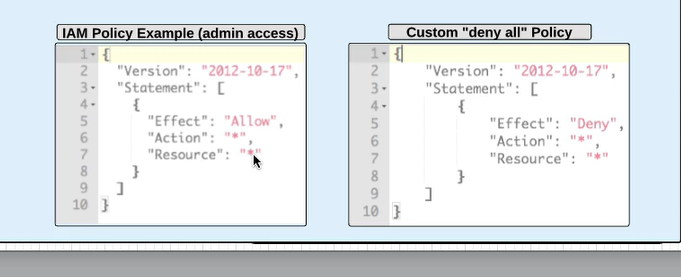 IAM Policy Example (admin access)
1 {
2 "Version": "2012-10-17",
3 "Statement": [
4 {
5 "Effect": "Allow",
6 "Action": "*",
7 "Resource": "*"
8 }
9 ]
10 }
Custom "deny all" Policy
1 {
2 "Version": "2012-10-17",
3 "Statement": [
4 {
5 "Effect": "Deny",
6 "Action": "*",
7 "Resource": "*"
8 }
9 ]
10 }